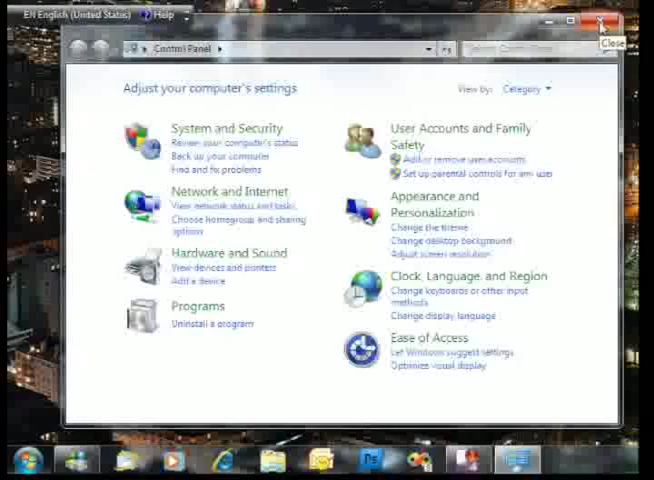 EN English (United States) Help
Close
Control Panel
Adjust your computer's settings
View by: Category
System and Security
Review your computer's status
Back up your computer
Find and fix problems
Network and Internet
View network status and tasks
Choose homegroup and sharing
options
Hardware and Sound
View devices and printers
Add a device
Programs
Uninstall a program
User Accounts and Family
Safety
Add or remove user accounts
Set up parental controls for any user
Appearance and
Personalization
Change the theme
Change desktop background
Adjust screen resolution
Clock, Language, and Region
Change keyboards or other input
methods
Change display language
Ease of Access
Let Windows suggest settings
Optimize visual display
Ps